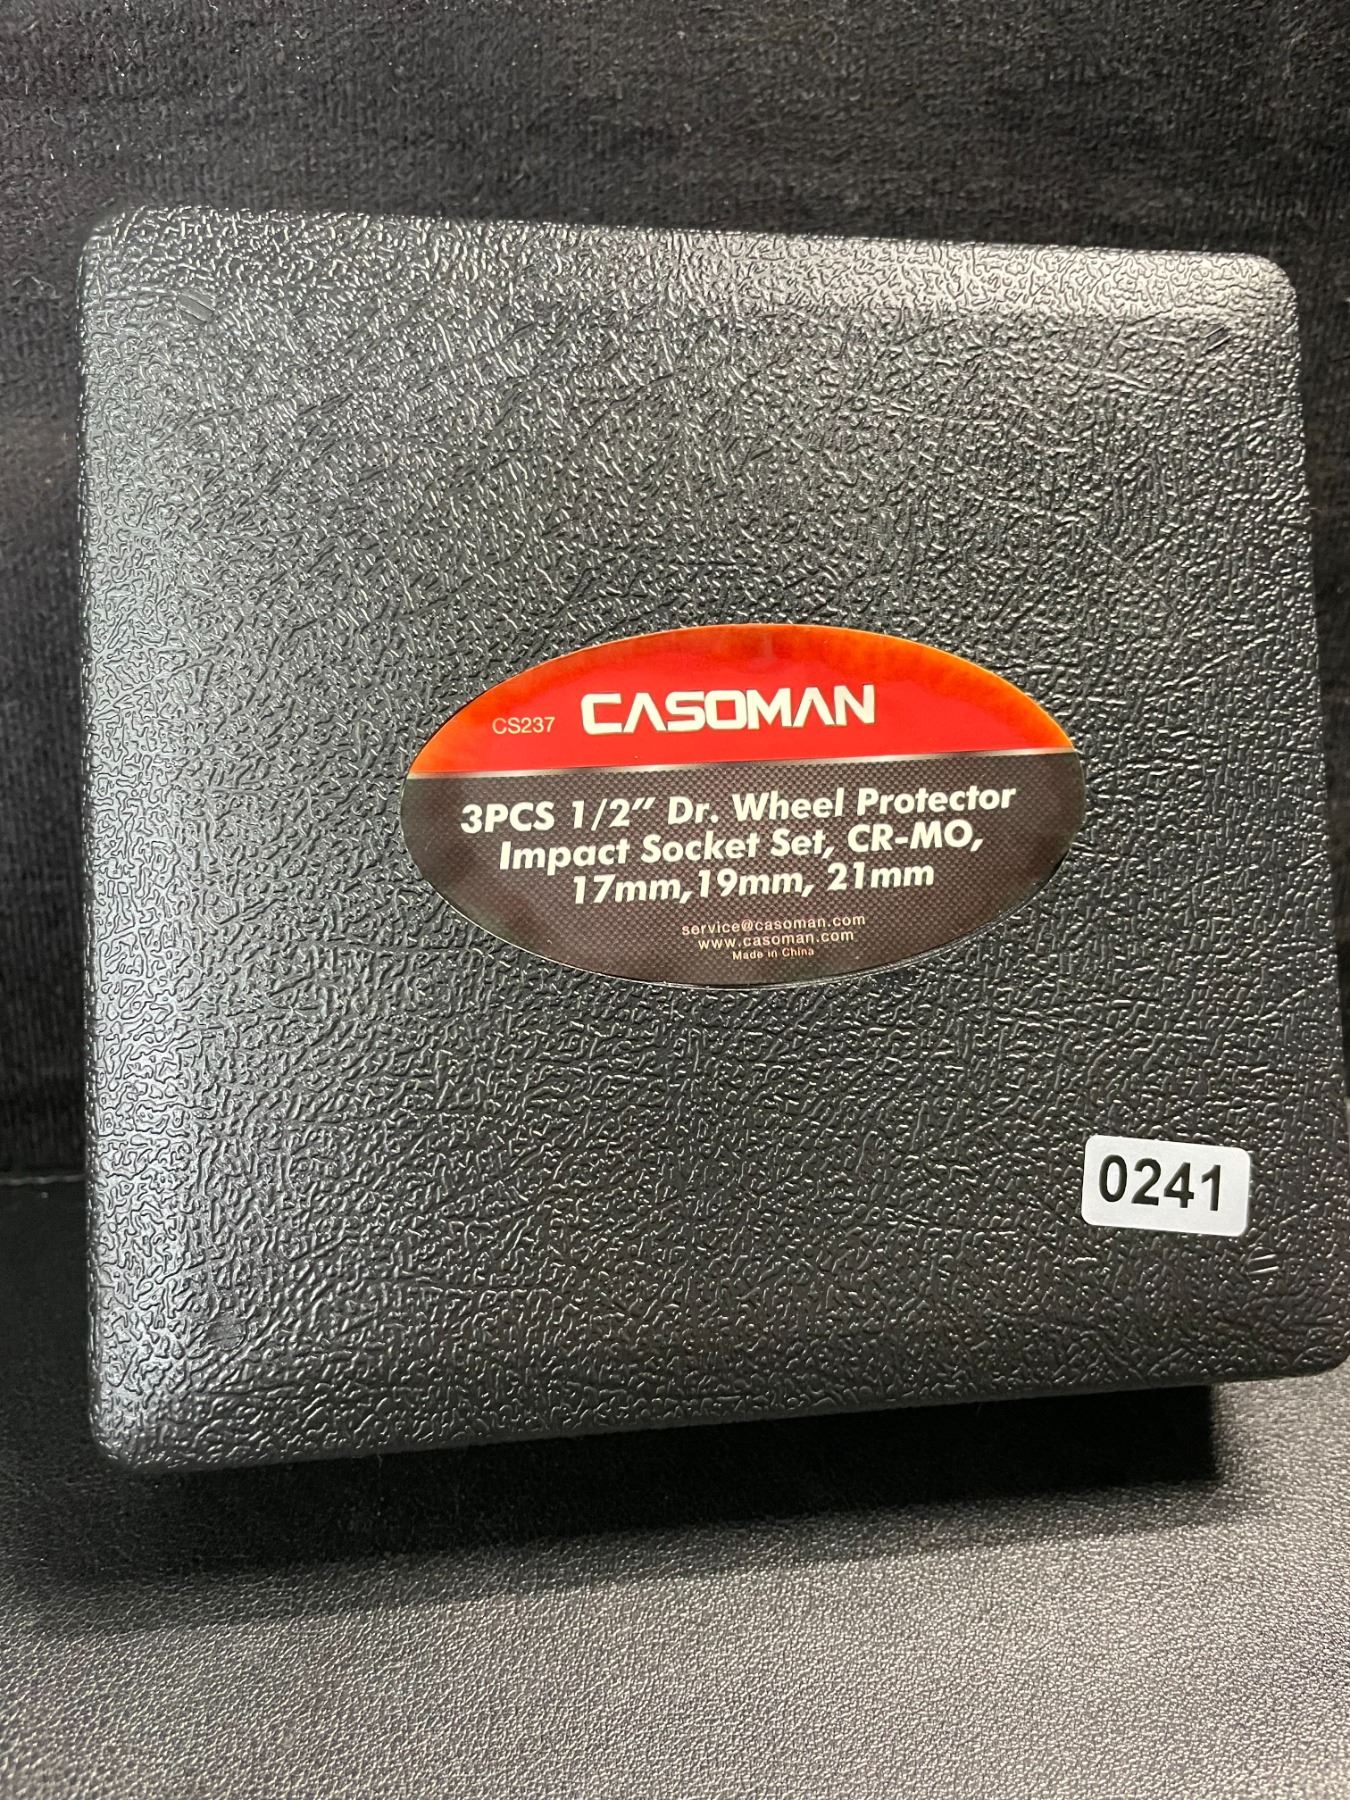 CS237 CASOMAN
3PCS 1/2” Dr. Wheel Protector
Impact Socket Set, CR-MO,
17mm,19mm, 21mm
service@casoman.com
www.casoman.com
Made in China
0241